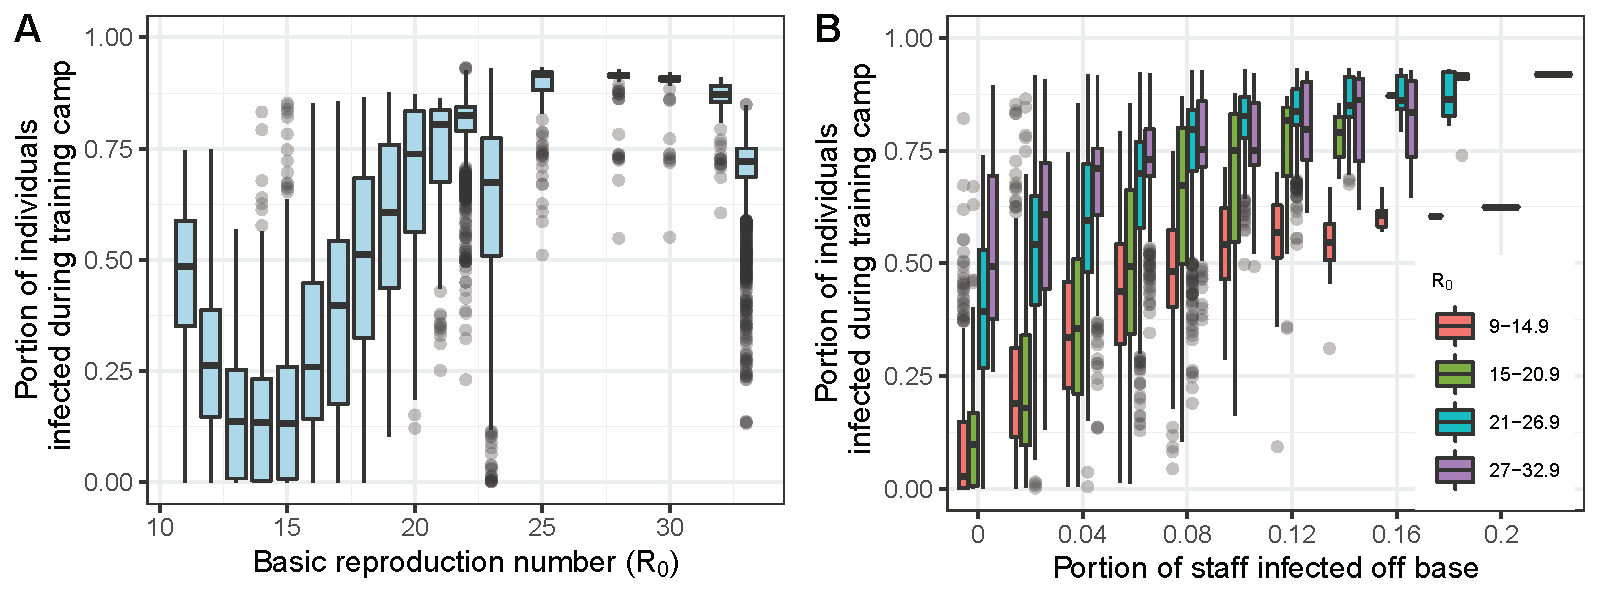 A
Portion of individuals
infected during training camp
1.00
0.75
0.50
0.25
0.00
10
15
20
25
30
Basic reproduction number (R₀)
B
Portion of individuals
infected during training camp
1.00
0.75
0.50
0.25
0.00
0
0.04
0.08
0.12
0.16
0.2
Portion of staff infected off base
R₀
9−14.9
15−20.9
21−26.9
27−32.9